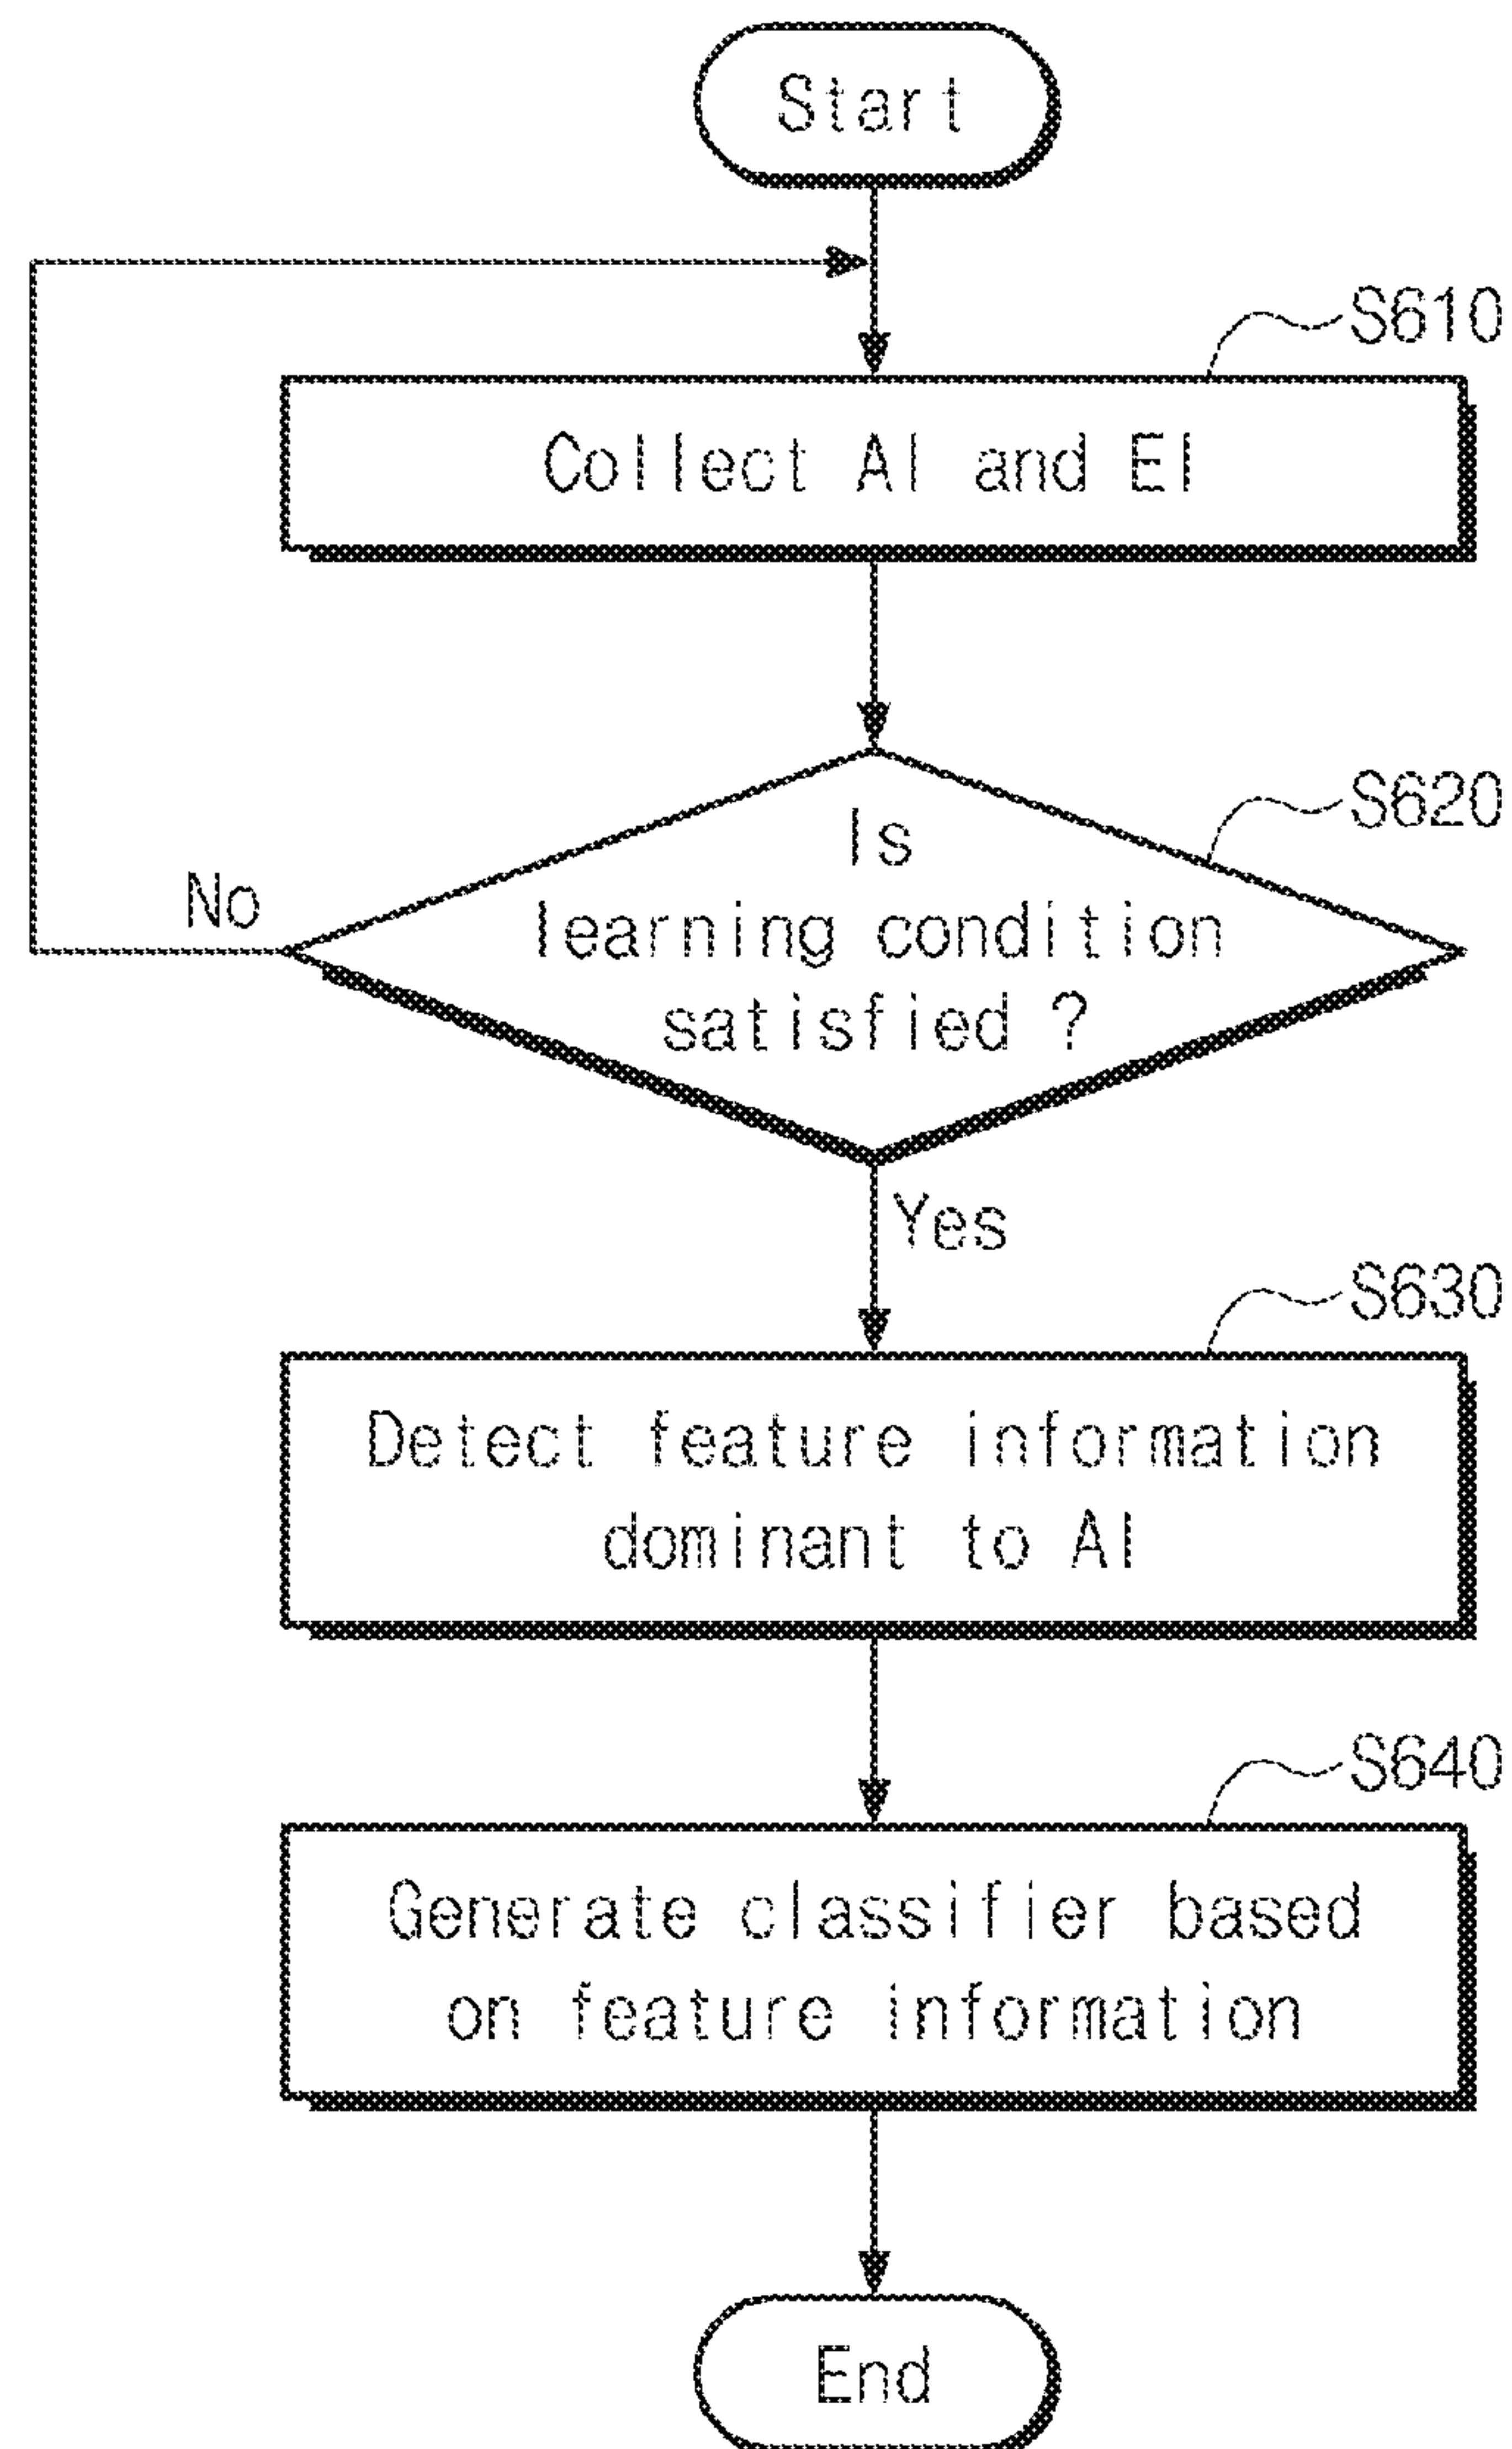 Start
S610
Collect AI and EI
S620
Is
learning condition
satisfied ?
No
Yes
S630
Detect feature information
dominant to AI
S640
Generate classifier based
on feature information
End